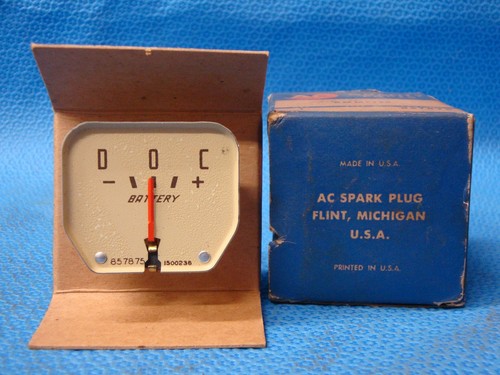 D O C
- +
BATTERY
857875 1500236
MADE IN U.S.A.
AC SPARK PLUG
FLINT, MICHIGAN
U.S.A.
PRINTED IN U.S.A.